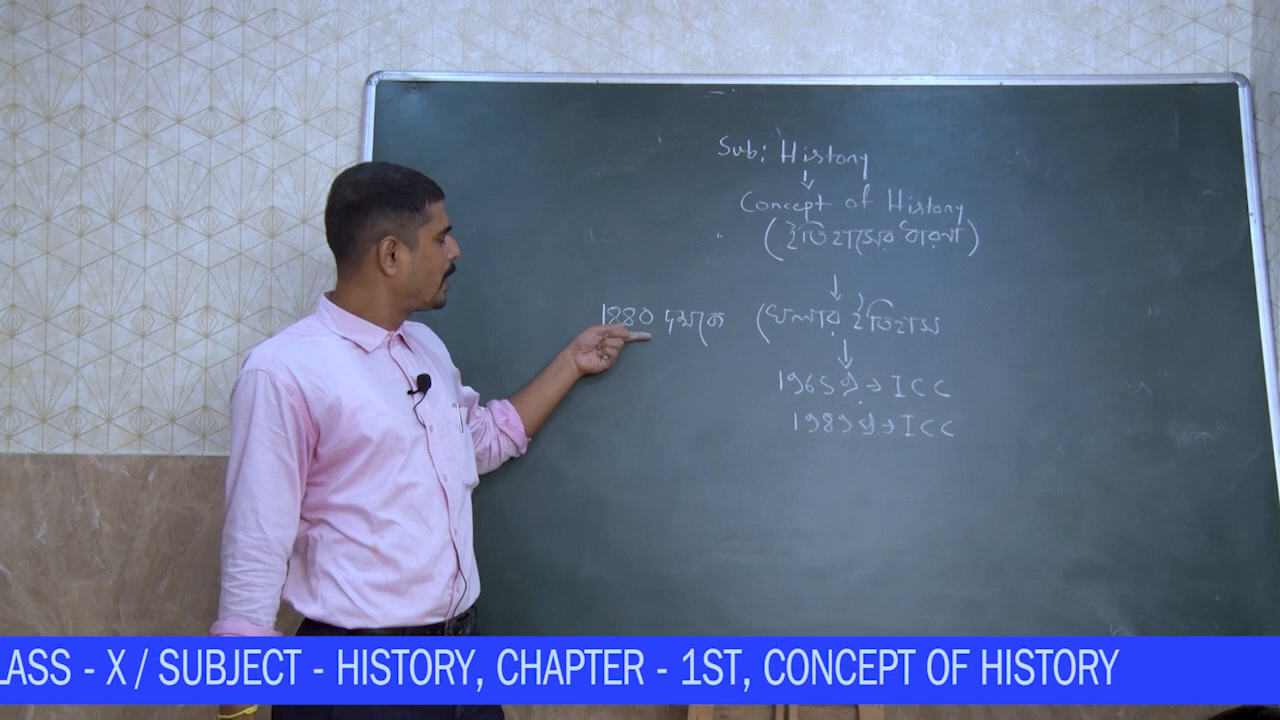 Sub: History
↓
Concept of History
(ইতিহাসের ধারনা)
↓
1880 দশকে (খেলার ইতিহাস
↓
1965 খ্রি. → ICC
1989 খ্রি. → ICC
LASS - X / SUBJECT - HISTORY, CHAPTER - 1ST, CONCEPT OF HISTORY